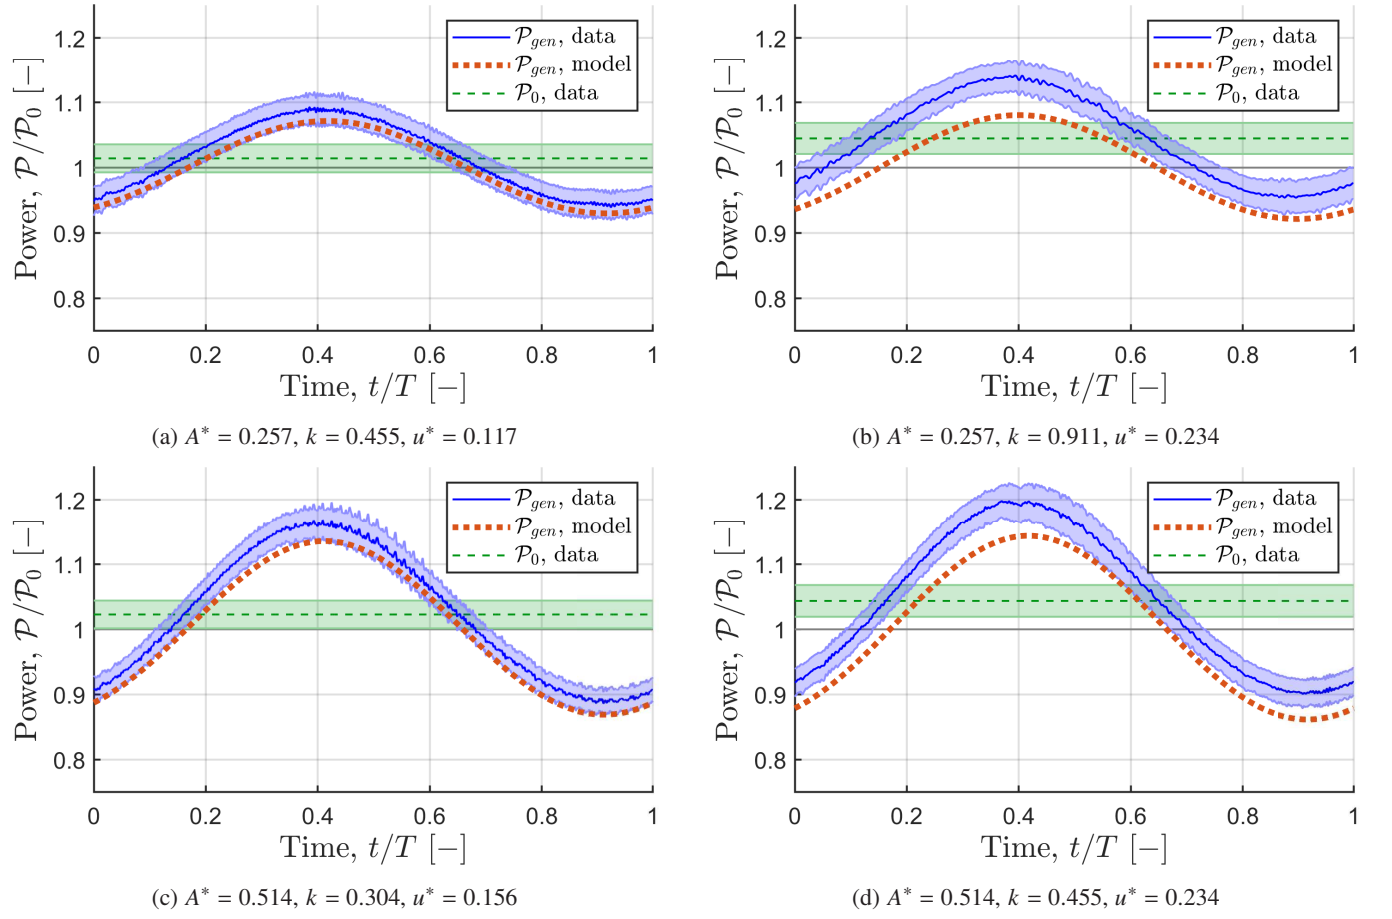 1.2
1.1
1
0.9
0.8
Power, 𝒫/𝒫₀ [−]
𝒫gen, data
𝒫gen, model
𝒫₀, data
0 0.2 0.4 0.6 0.8 1
Time, t/T [−]
(a) A* = 0.257, k = 0.455, u* = 0.117
1.2
1.1
1
0.9
0.8
Power, 𝒫/𝒫₀ [−]
𝒫gen, data
𝒫gen, model
𝒫₀, data
0 0.2 0.4 0.6 0.8 1
Time, t/T [−]
(b) A* = 0.257, k = 0.911, u* = 0.234
1.2
1.1
1
0.9
0.8
Power, 𝒫/𝒫₀ [−]
𝒫gen, data
𝒫gen, model
𝒫₀, data
0 0.2 0.4 0.6 0.8 1
Time, t/T [−]
(c) A* = 0.514, k = 0.304, u* = 0.156
1.2
1.1
1
0.9
0.8
Power, 𝒫/𝒫₀ [−]
𝒫gen, data
𝒫gen, model
𝒫₀, data
0 0.2 0.4 0.6 0.8 1
Time, t/T [−]
(d) A* = 0.514, k = 0.455, u* = 0.234